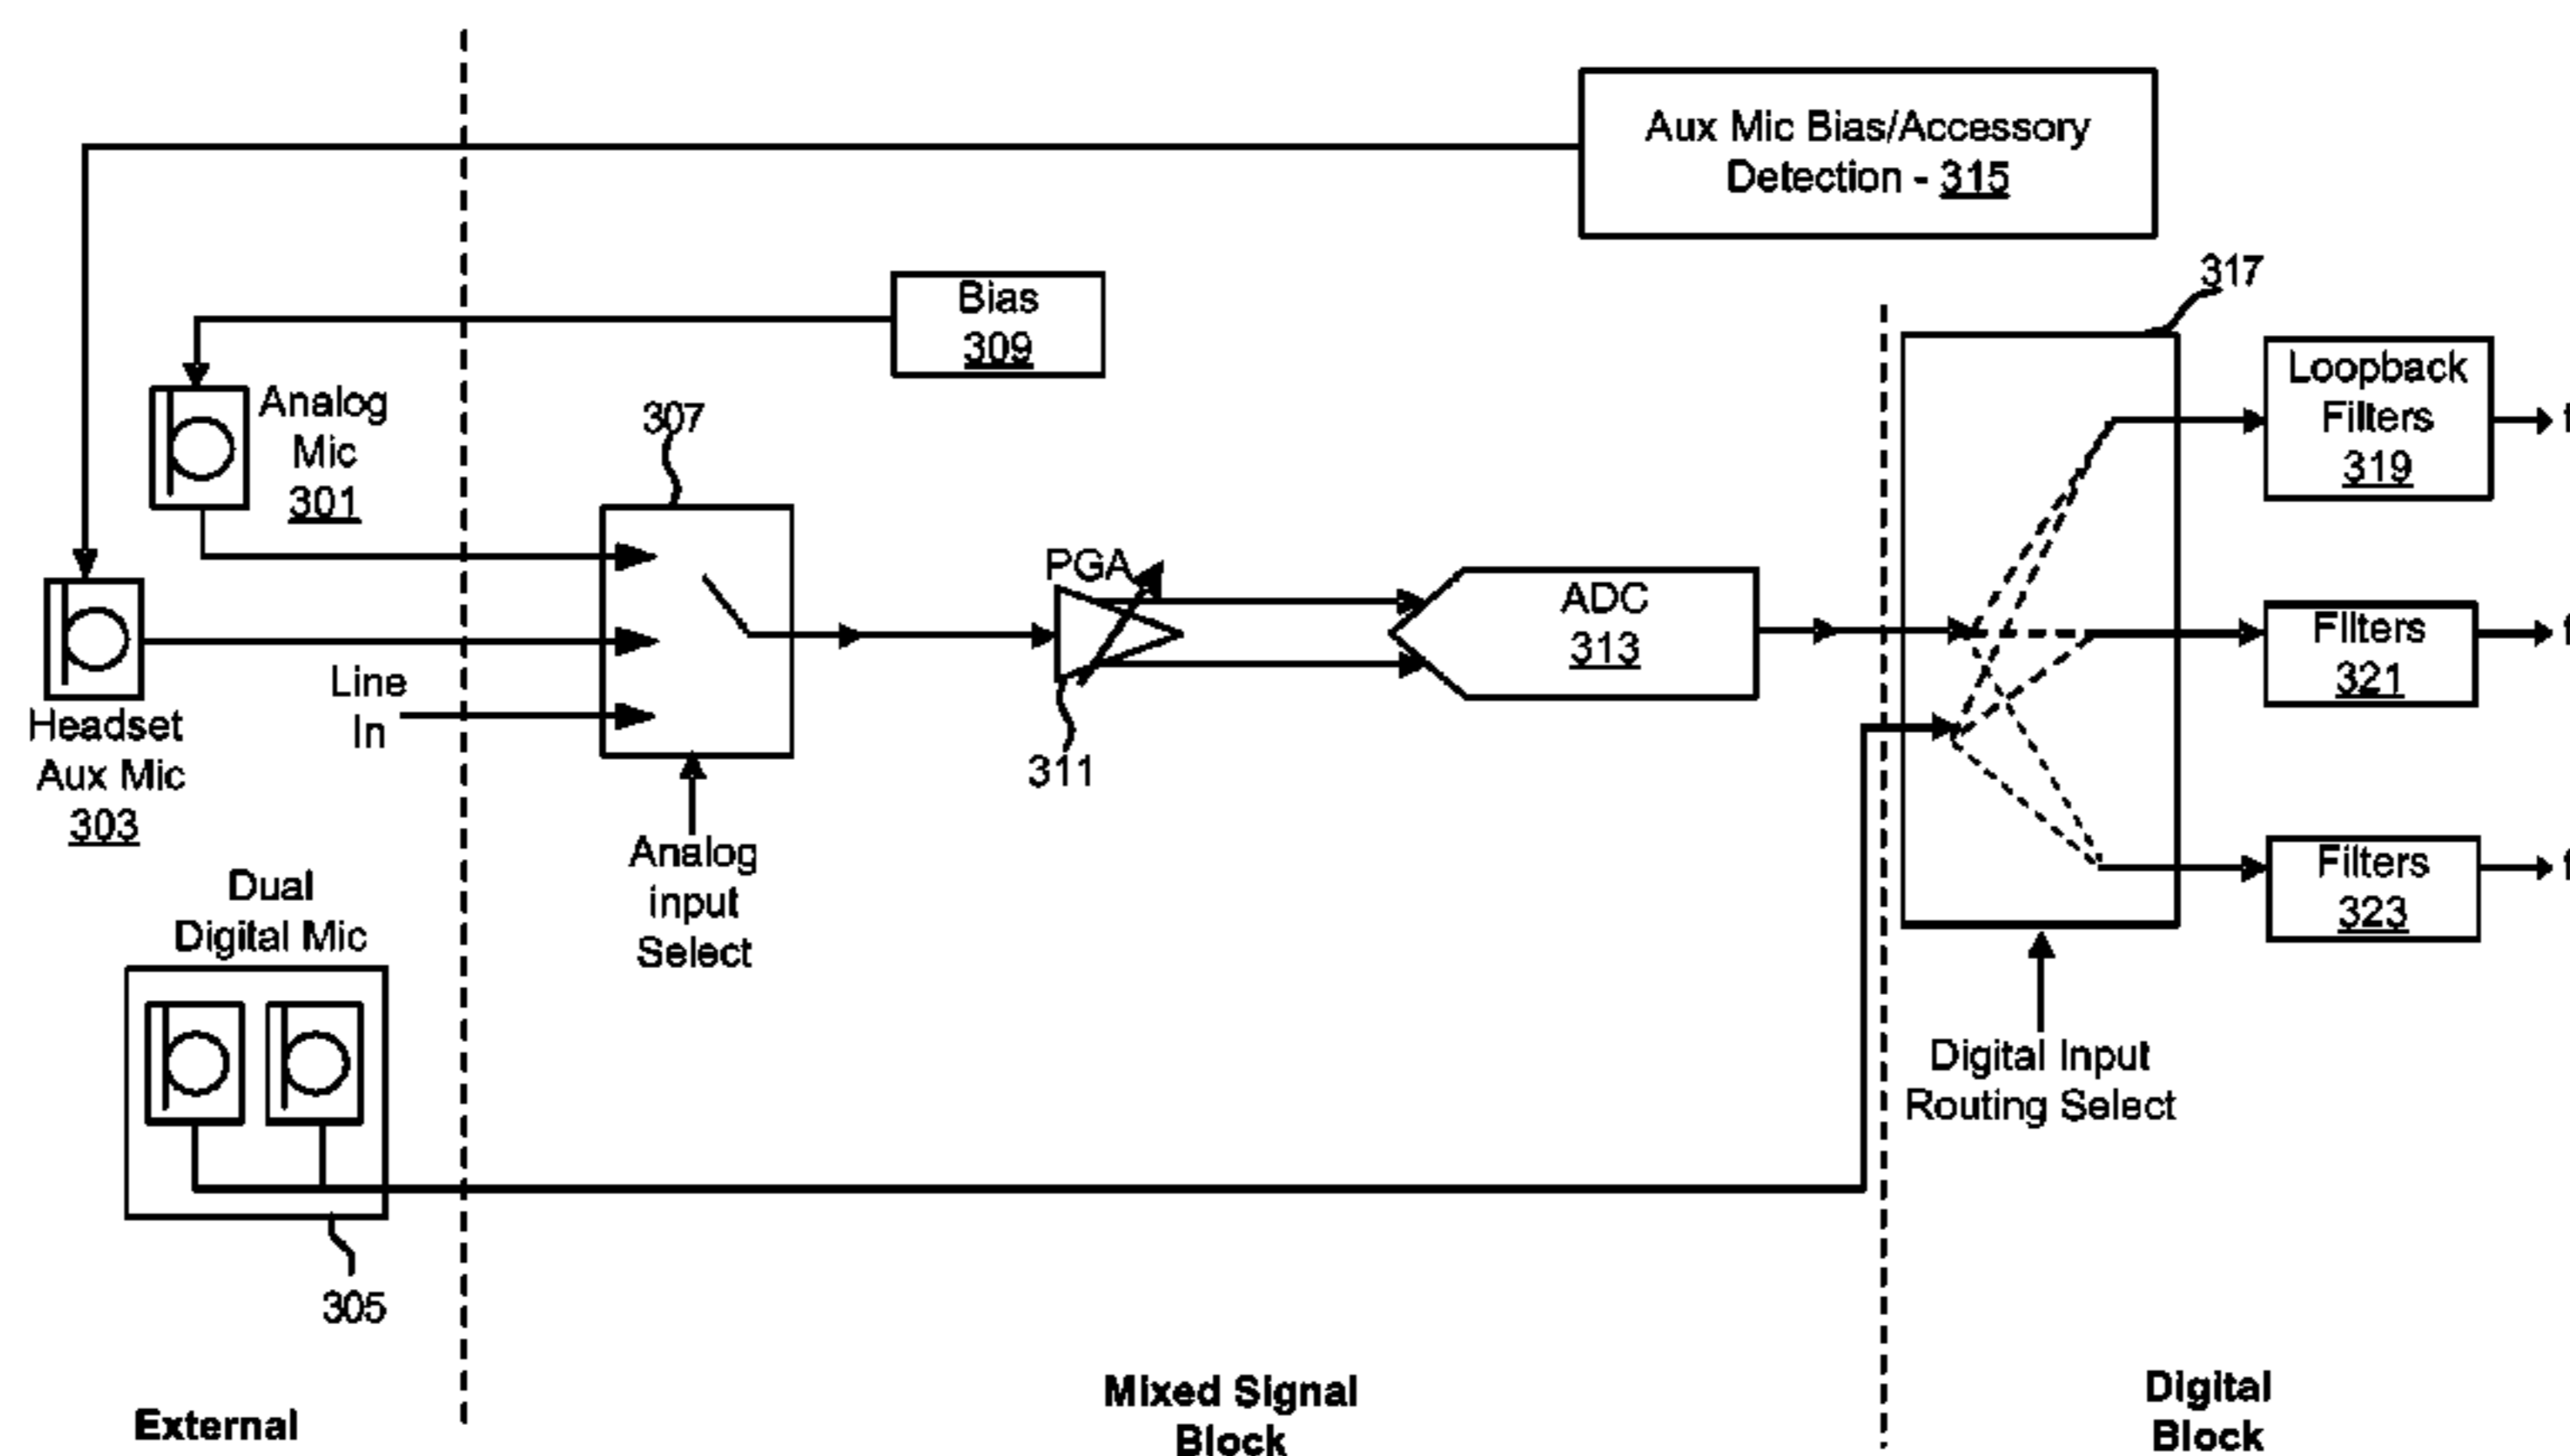 Aux Mic Bias/Accessory
Detection - 315
317
Bias
309
Loopback
Filters
319
Analog
Mic
301
307
PGA
ADC
313
Filters
321
Line
In
Headset
Aux Mic
303
311
Analog
input
Select
Filters
323
Dual
Digital Mic
Digital Input
Routing Select
305
External
Mixed Signal
Block
Digital
Block